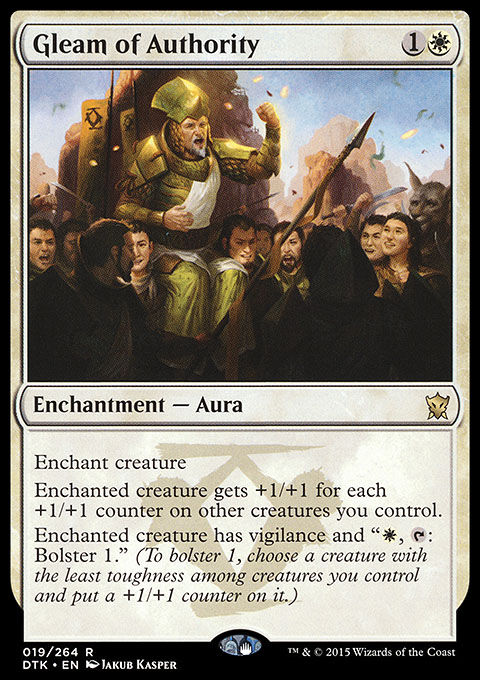 Gleam of Authority 1
Enchantment — Aura
Enchant creature
Enchanted creature gets +1/+1 for each
+1/+1 counter on other creatures you control.
Enchanted creature has vigilance and “, :
Bolster 1.” (To bolster 1, choose a creature with
the least toughness among creatures you control
and put a +1/+1 counter on it.)
019/264 R
DTK • EN Jakub Kasper
™ & © 2015 Wizards of the Coast